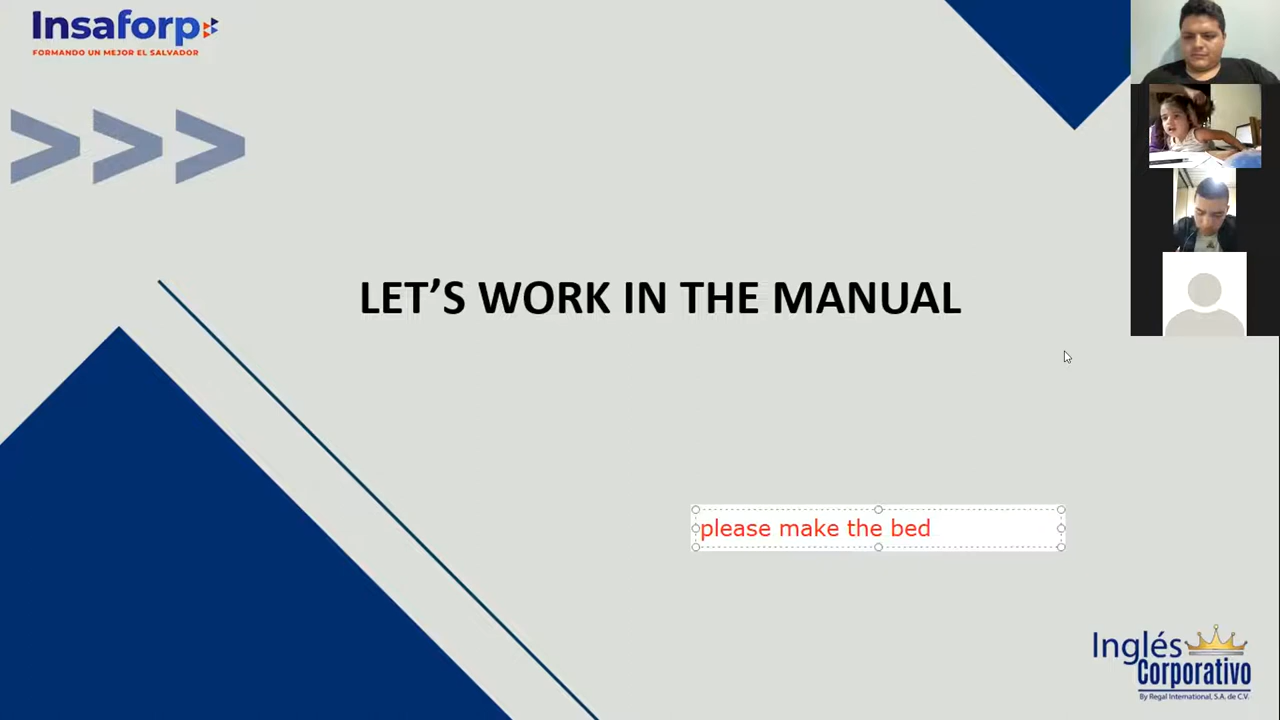 Insaforp
FORMANDO UN MEJOR EL SALVADOR
LET’S WORK IN THE MANUAL
please make the bed
Inglés
Corporativo
By Regal International, S.A. de C.V.